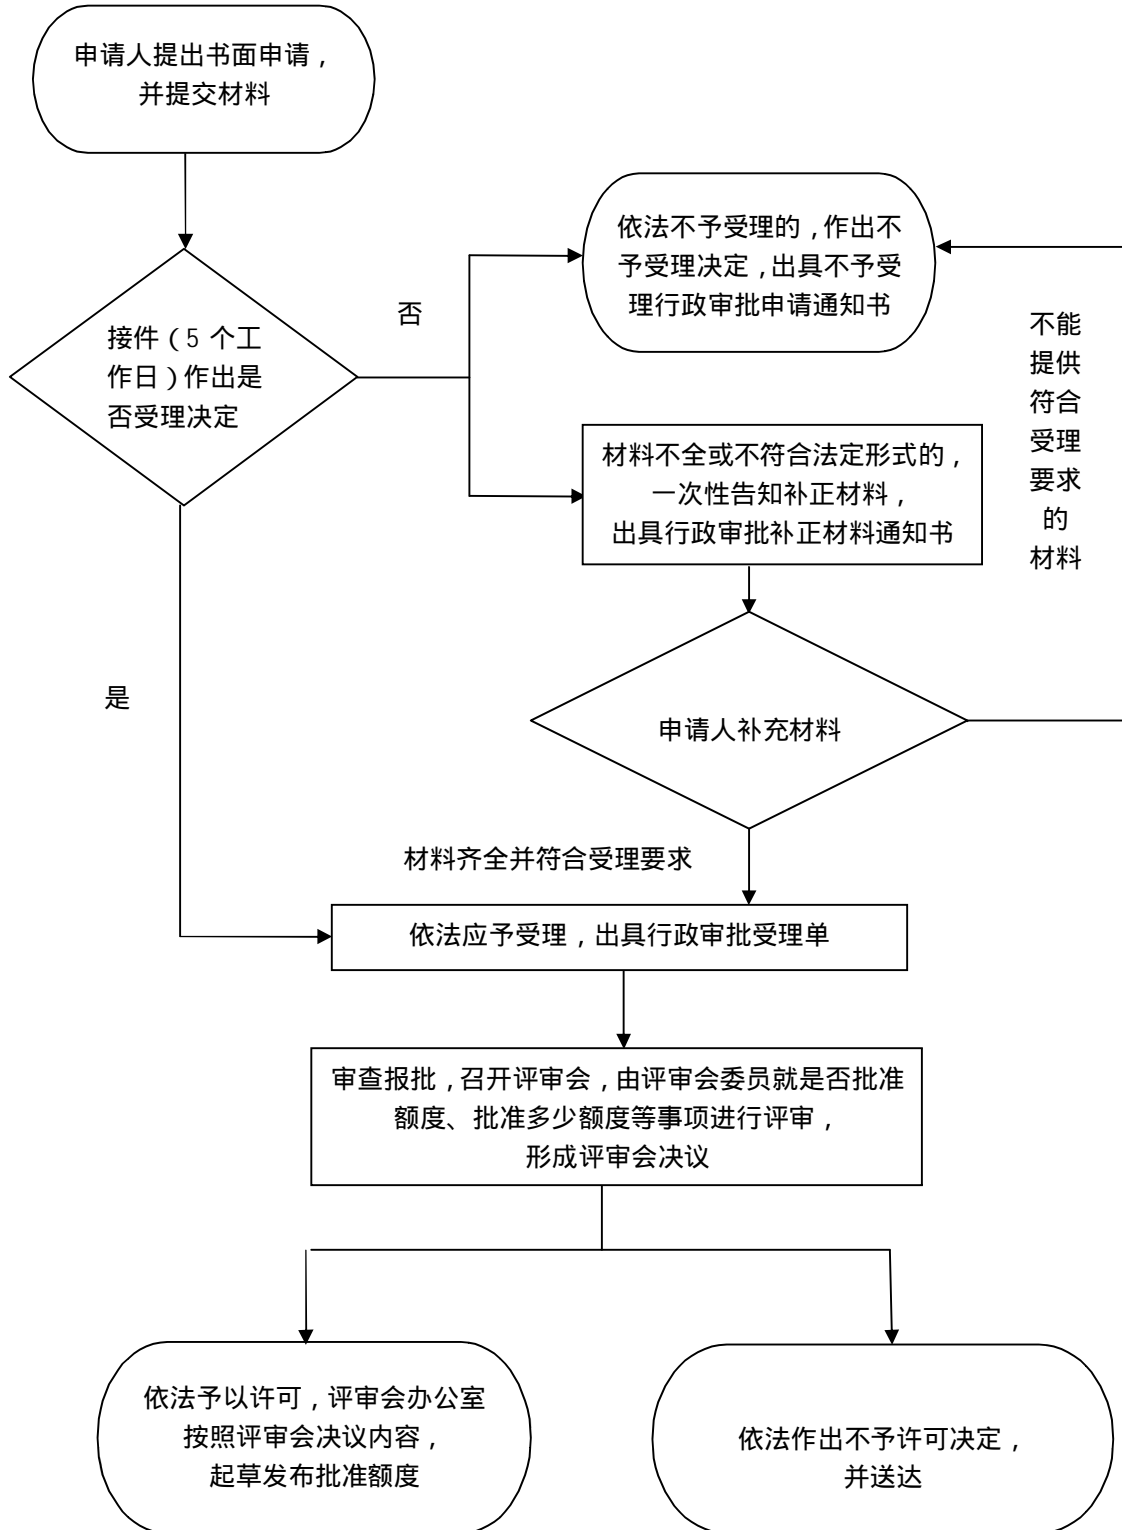 申请人提出书面申请，
并提交材料
依法不予受理的，作出不
予受理决定，出具不予受
理行政审批申请通知书
否
接件（5 个工
作日）作出是
否受理决定
不能
提供
符合
受理
要求
的
材料
材料不全或不符合法定形式的，
一次性告知补正材料，
出具行政审批补正材料通知书
是
申请人补充材料
材料齐全并符合受理要求
依法应予受理，出具行政审批受理单
审查报批，召开评审会，由评审会委员就是否批准
额度、批准多少额度等事项进行评审，
形成评审会决议
依法予以许可，评审会办公室
按照评审会决议内容，
起草发布批准额度
依法作出不予许可决定，
并送达